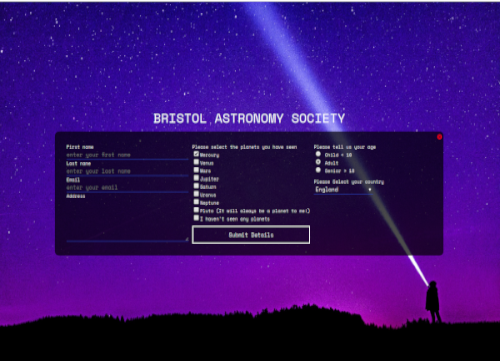 BRISTOL ASTRONOMY SOCIETY
First name
enter your first name
Last name
enter your last name
Email
enter your email
Address
Please select the planets you have seen
Mercury
Venus
Mars
Jupiter
Saturn
Uranus
Neptune
Pluto (It will always be a planet to me!)
I haven't seen any planets
Submit Details
Please tell us your age
Child < 16
Adult
Senior >
Please Select your country
England